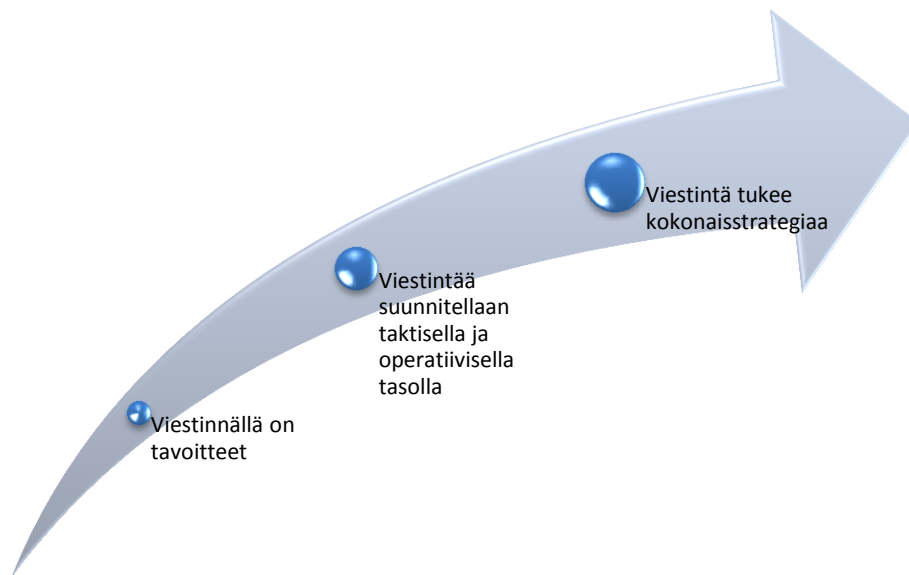 Viestintä tukee
kokonaisstrategiaa
Viestintää
suunnitellaan
taktisella ja
operatiivisella
tasolla
Viestinnällä on
tavoitteet